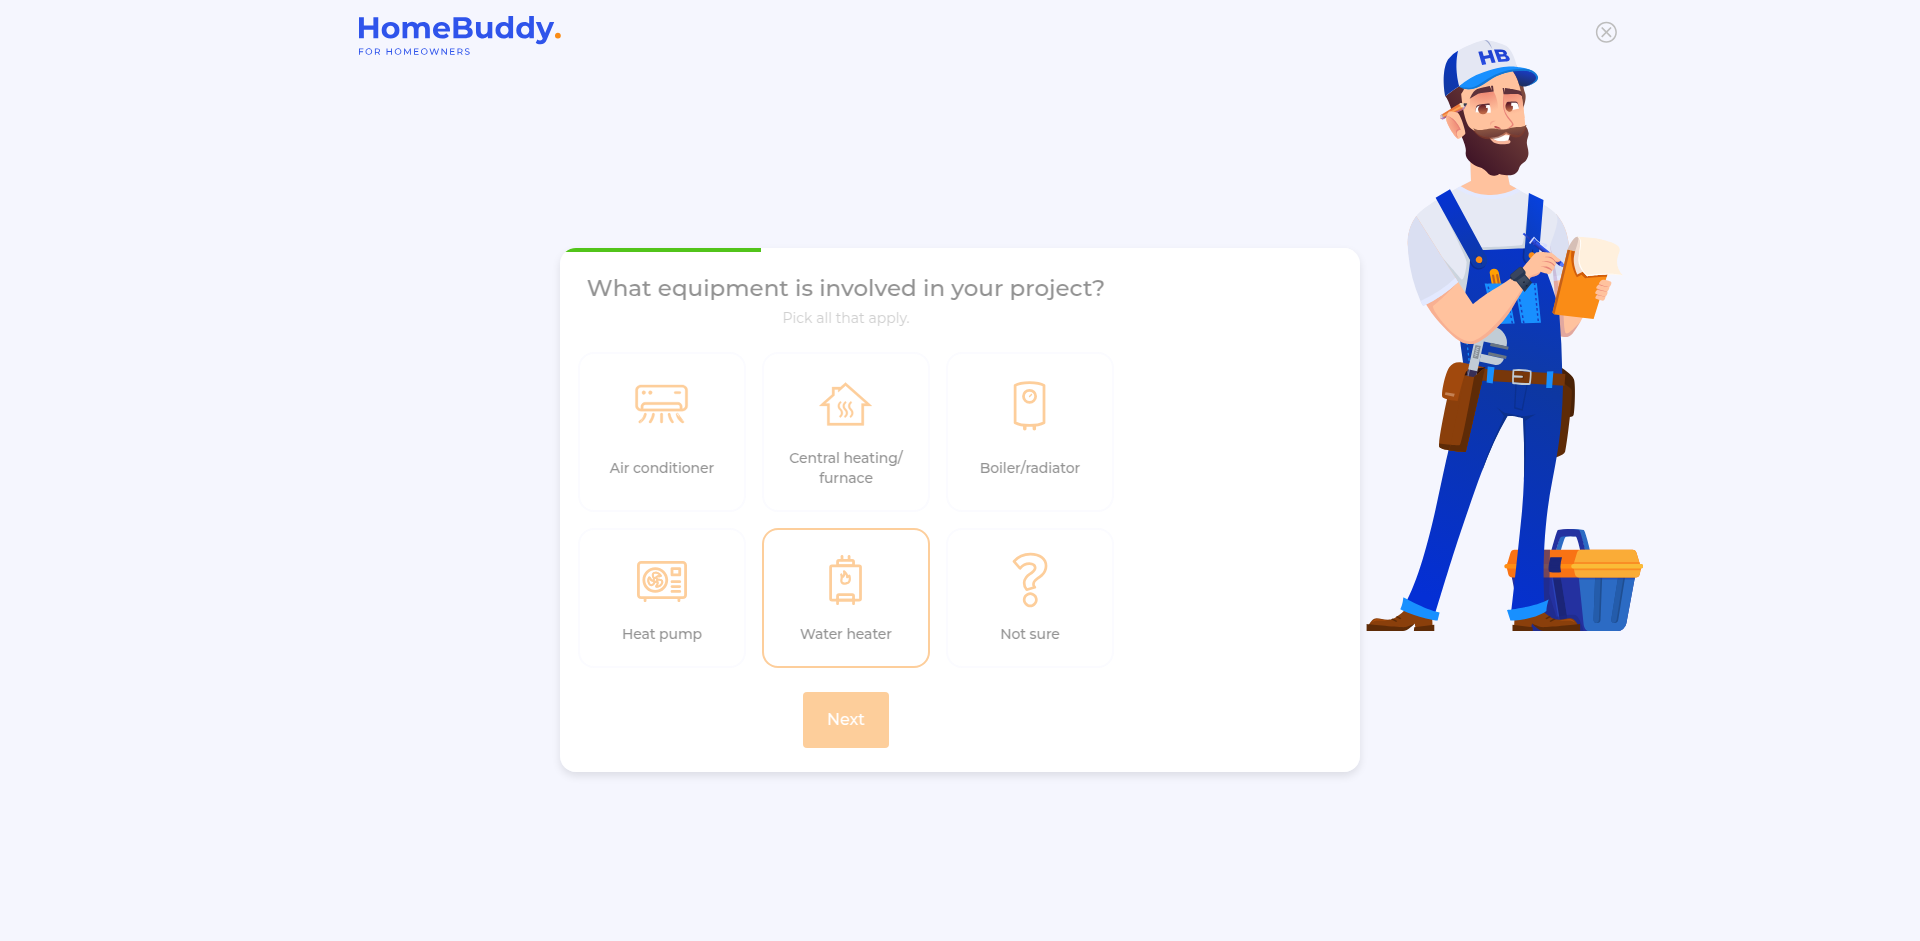 HomeBuddy.
FOR HOMEOWNERS
HB
What equipment is involved in your project?
Pick all that apply.
Air conditioner
Central heating/
furnace
Boiler/radiator
Heat pump
Water heater
Not sure
Next